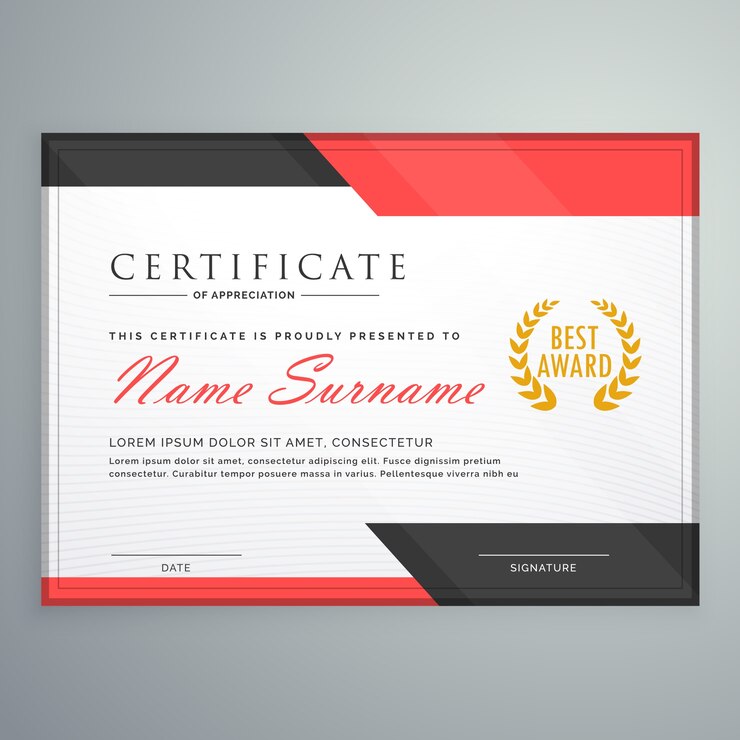 CERTIFICATE
OF APPRECIATION
THIS CERTIFICATE IS PROUDLY PRESENTED TO
Name Surname
BEST
AWARD
LOREM IPSUM DOLOR SIT AMET, CONSECTETUR
Lorem ipsum dolor sit amet, consectetur adipiscing elit. Fusce dignissim pretium
consectetur. Curabitur tempor posuere massa in varius. Pellentesque viverra nibh eu
DATE
SIGNATURE